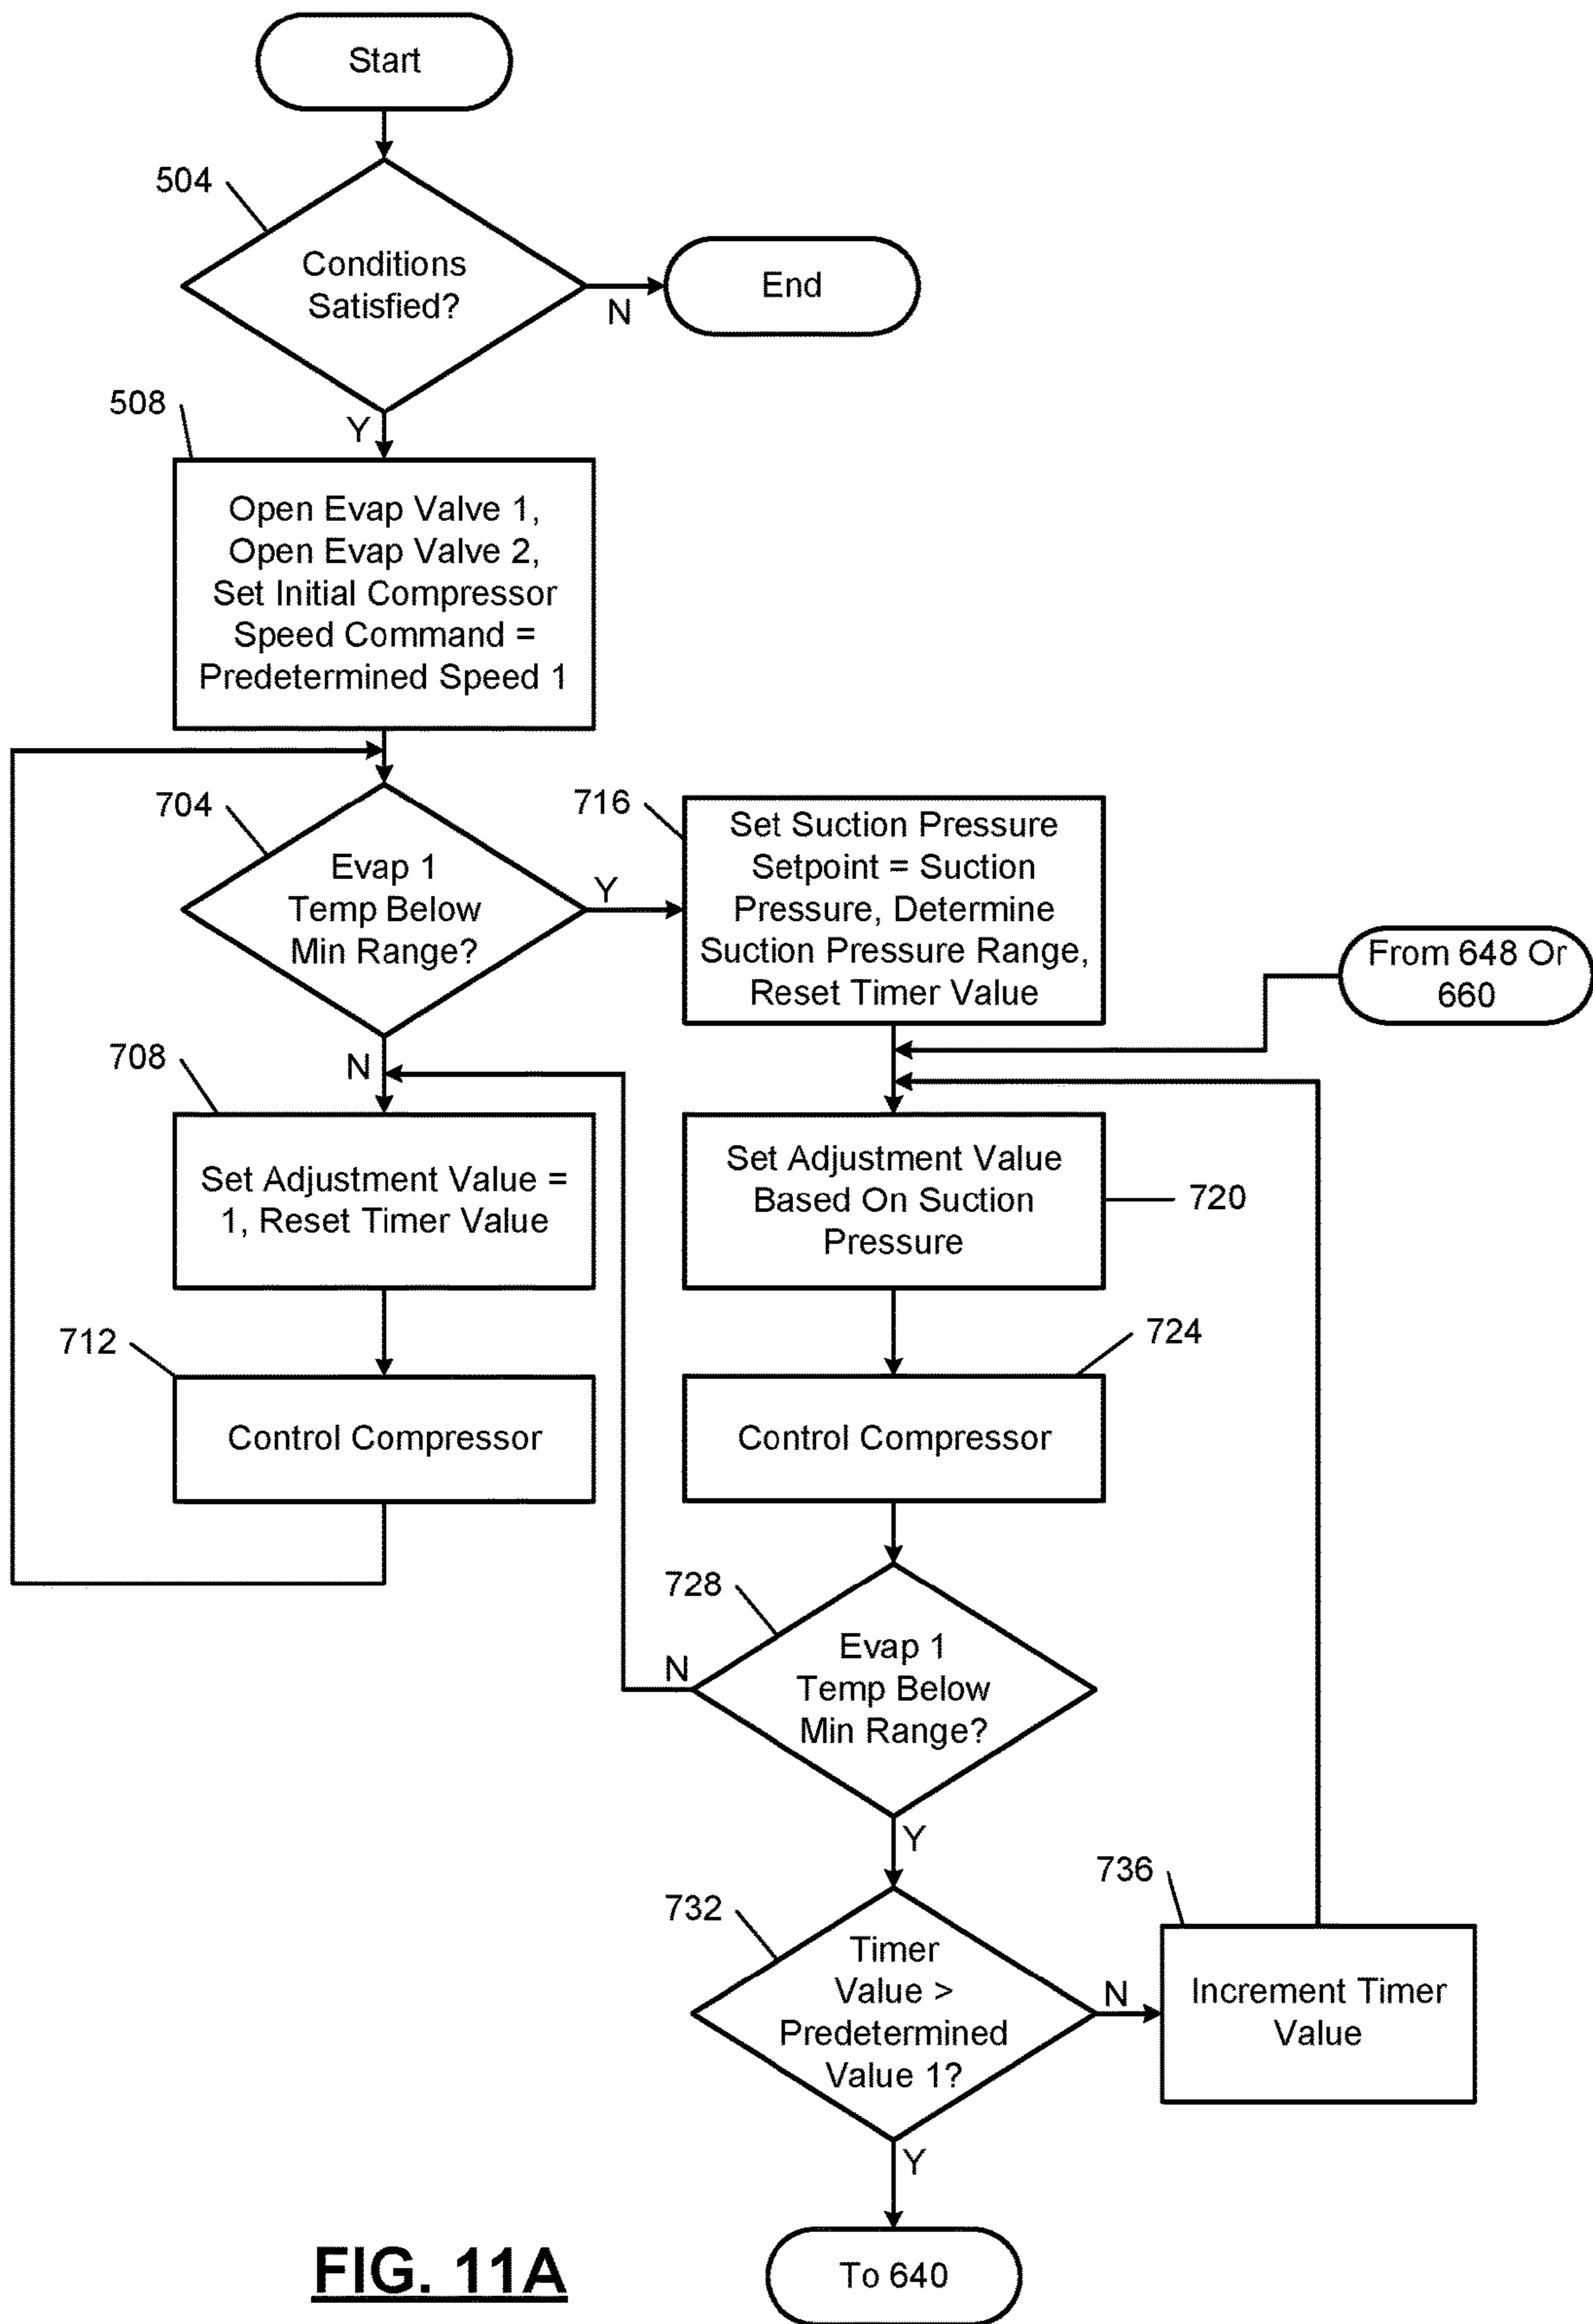 Start
504
Conditions
Satisfied?
N
End
Y
508
Open Evap Valve 1,
Open Evap Valve 2,
Set Initial Compressor
Speed Command =
Predetermined Speed 1
704
Evap 1
Temp Below
Min Range?
Y
716
Set Suction Pressure
Setpoint = Suction
Pressure, Determine
Suction Pressure Range,
Reset Timer Value
From 648 Or
660
N
708
Set Adjustment Value =
1, Reset Timer Value
Set Adjustment Value
Based On Suction
Pressure
720
712
Control Compressor
724
Control Compressor
728
Evap 1
Temp Below
Min Range?
N
Y
732
Timer
Value >
Predetermined
Value 1?
N
736
Increment Timer
Value
Y
To 640
FIG. 11A